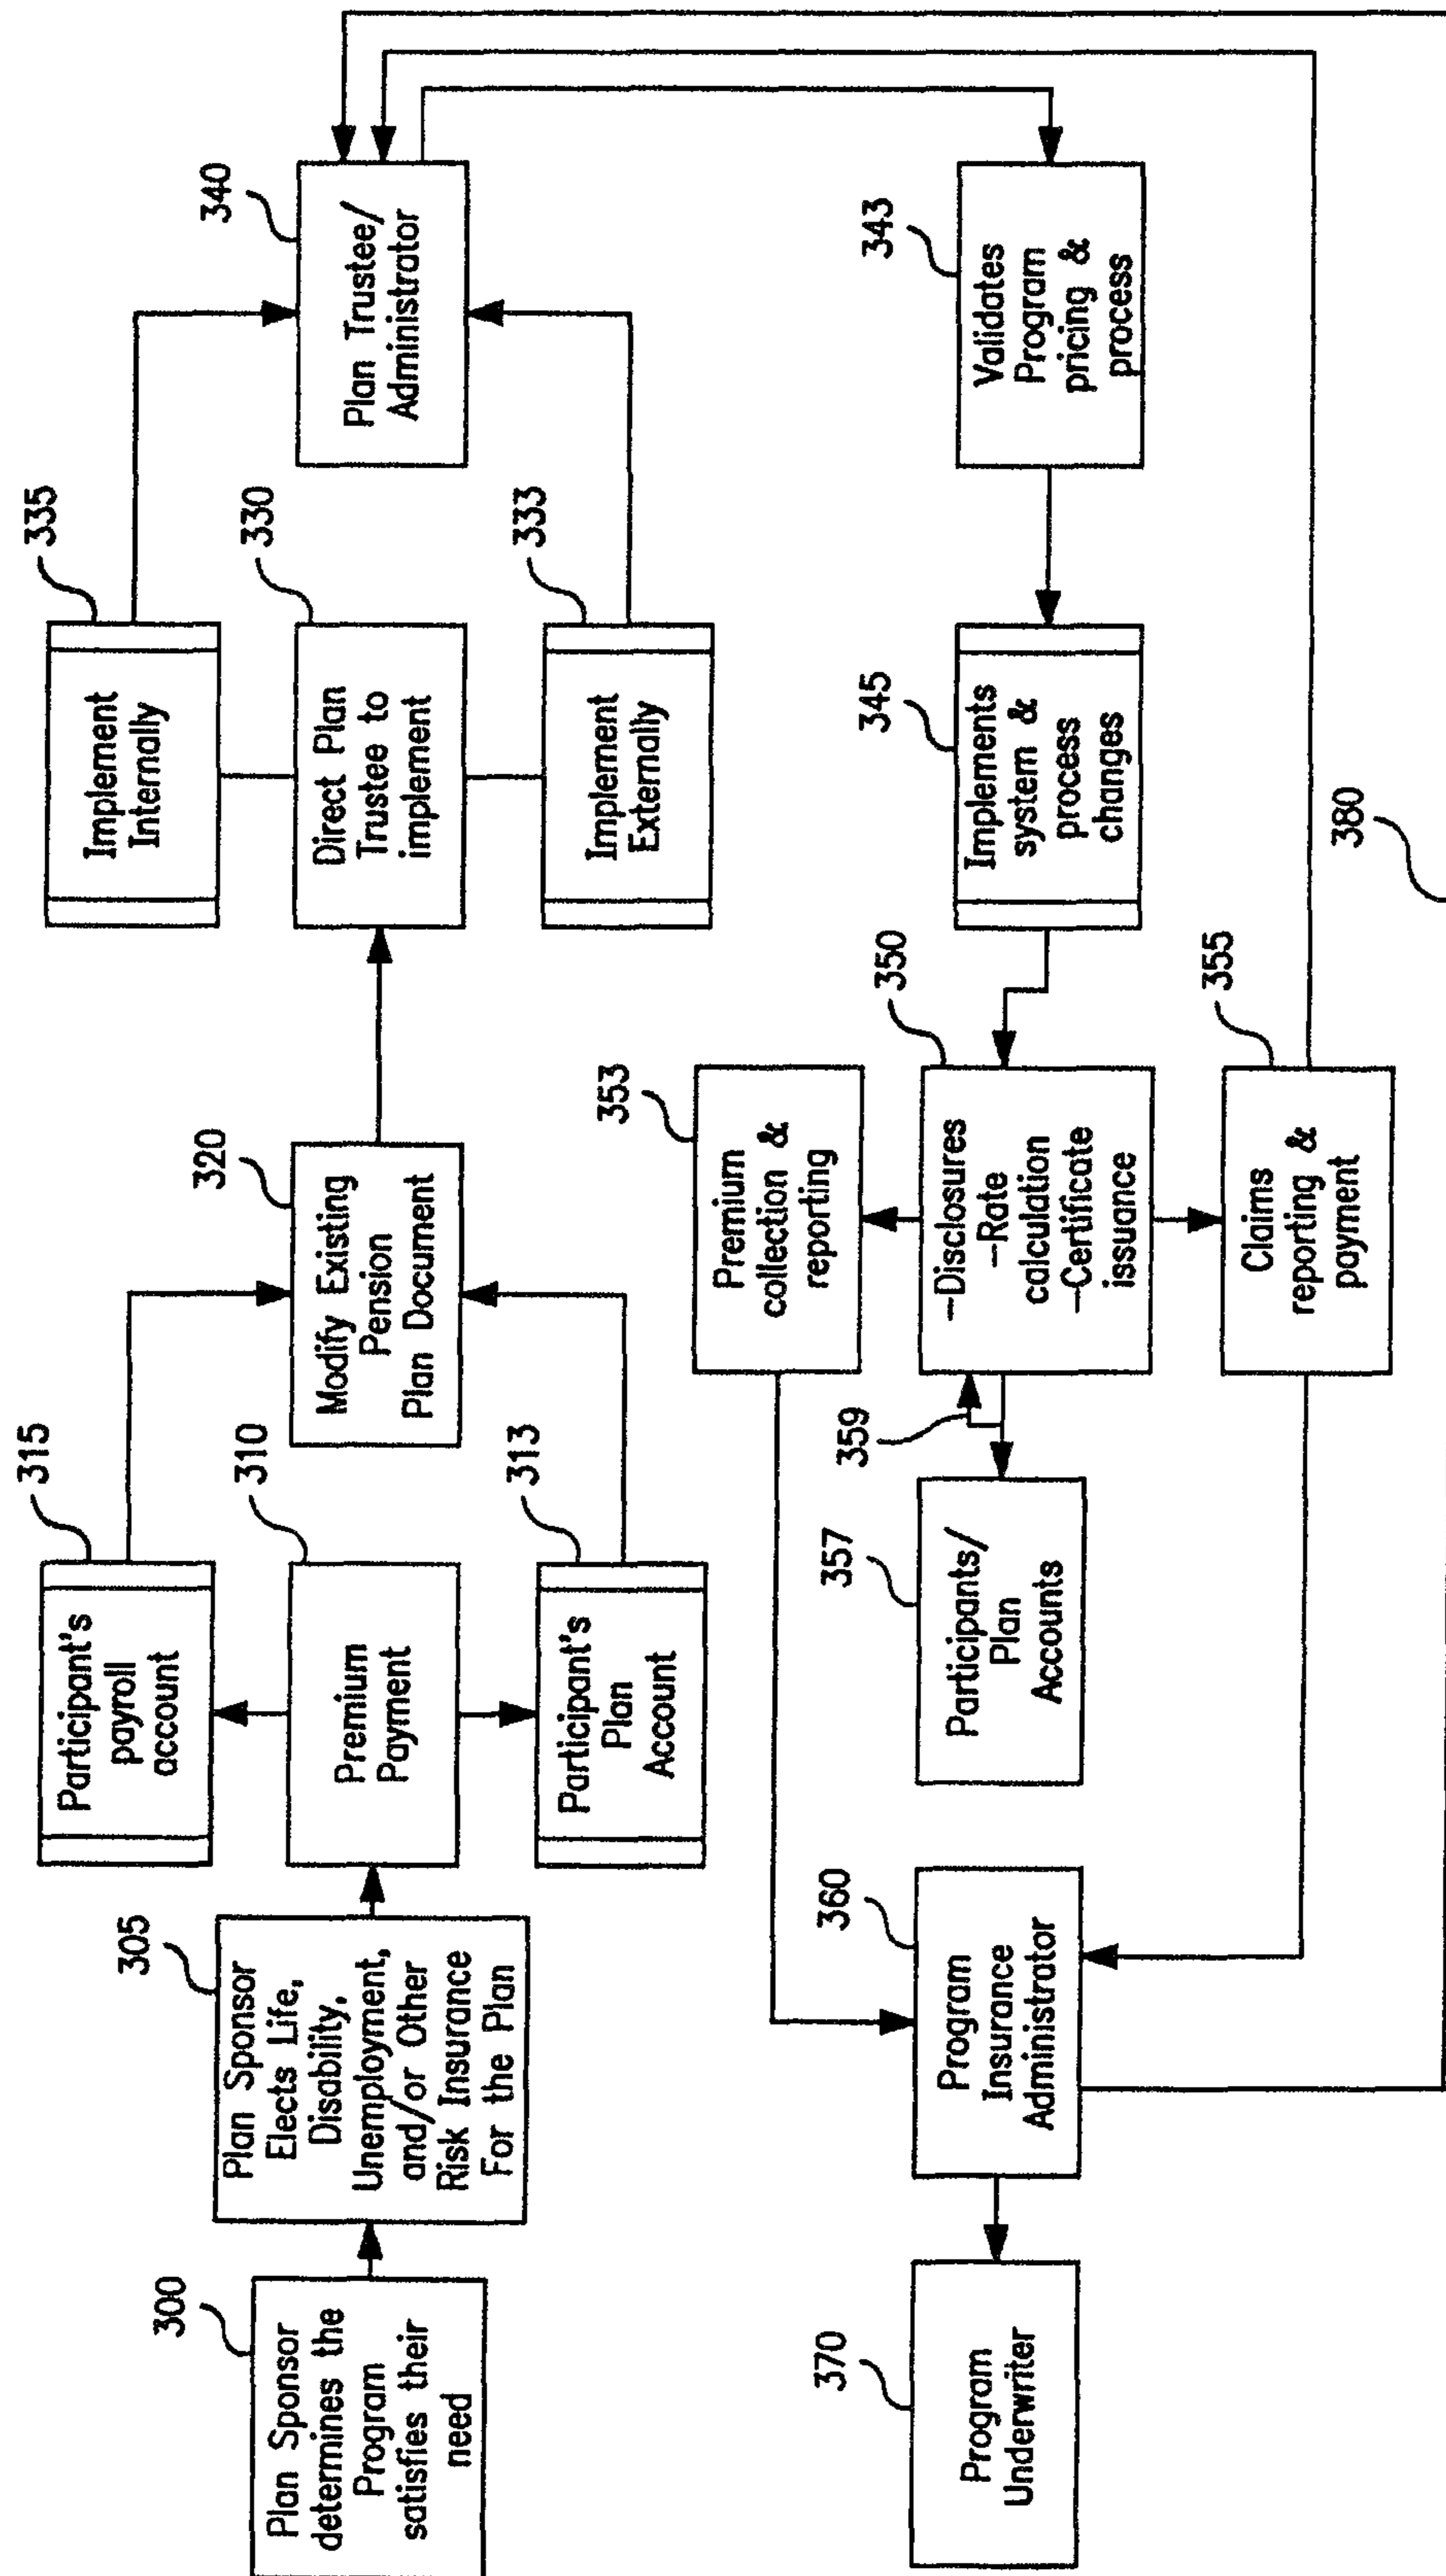 300
Plan Sponsor
determines the
Program
satisfies their
need
305
Plan Sponsor
Elects Life,
Disability,
Unemployment,
and/or Other
Risk Insurance
For the Plan
315
Participant's
payroll
account
310
Premium
Payment
313
Participant's
Plan
Account
320
Modify Existing
Pension
Plan Document
335
Implement
Internally
330
Direct Plan
Trustee to
implement
333
Implement
Externally
340
Plan Trustee/
Administrator
343
Validates
Program
pricing &
process
345
Implements
system &
process
changes
350
—Disclosures
—Rate
calculation
—Certificate
issuance
353
Premium
collection &
reporting
355
Claims
reporting &
payment
359
357
Participants/
Plan
Accounts
360
Program
Insurance
Administrator
370
Program
Underwriter
380